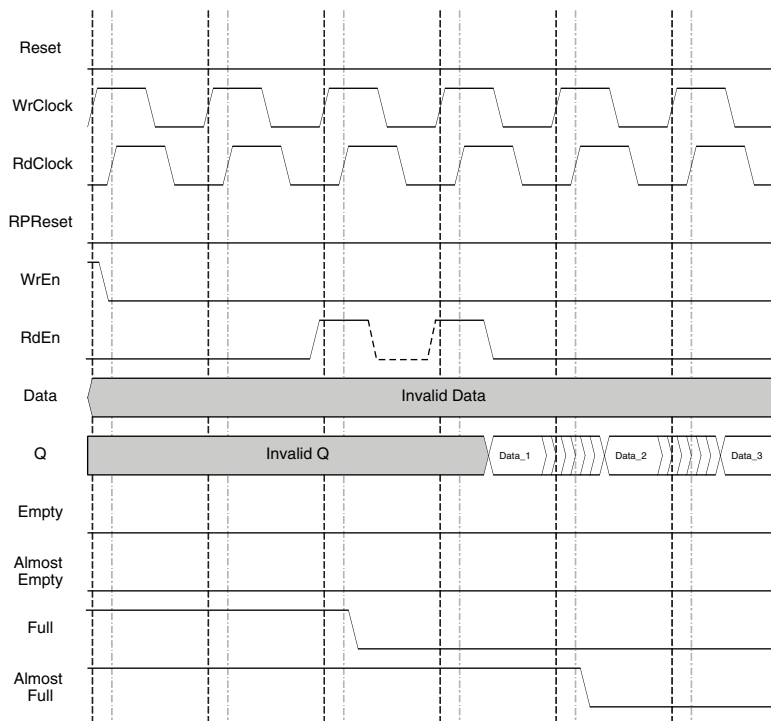 Reset
WrClock
RdClock
RPReset
WrEn
RdEn
Data
Invalid Data
Q
Invalid Q
Data_1
Data_2
Data_3
Empty
Almost
Empty
Full
Almost
Full